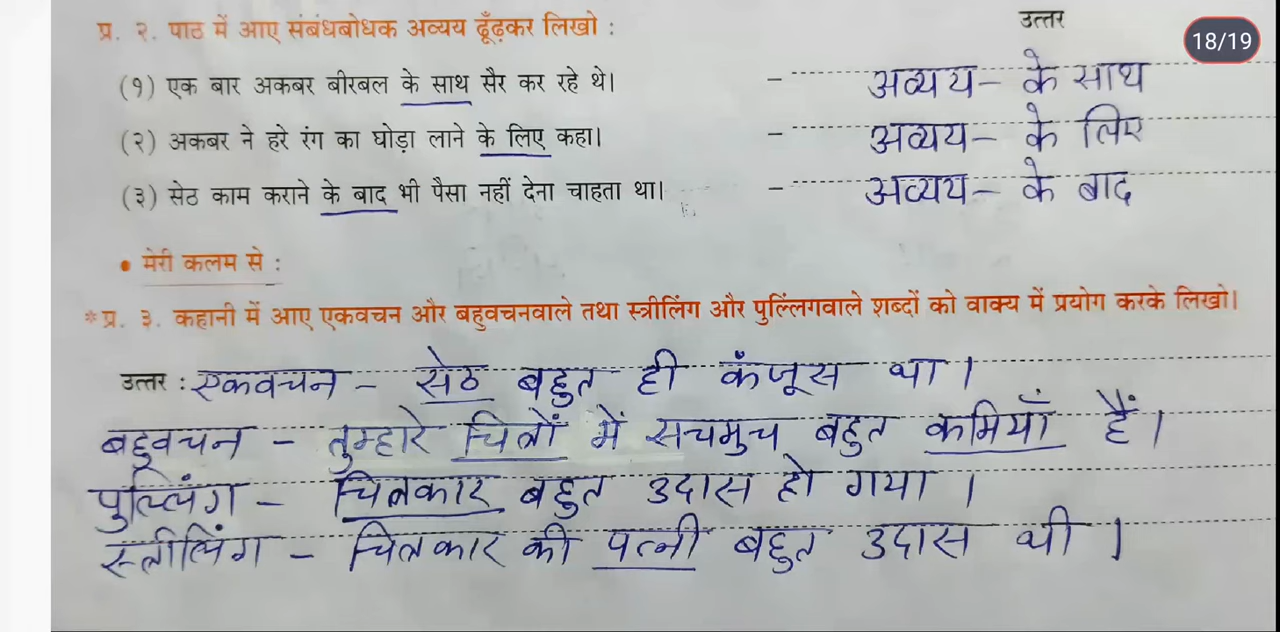 18/19
प्र. २. पाठ में आए संबंधबोधक अव्यय ढूँढ़कर लिखो : उत्तर
(१) एक बार अकबर बीरबल के साथ सैर कर रहे थे। - अव्यय - के साथ
(२) अकबर ने हरे रंग का घोड़ा लाने के लिए कहा। - अव्यय - के लिए
(३) सेठ काम कराने के बाद भी पैसा नहीं देना चाहता था। - अव्यय - के बाद
• मेरी कलम से :
* प्र. ३. कहानी में आए एकवचन और बहुवचनवाले तथा स्त्रीलिंग और पुल्लिंगवाले शब्दों को वाक्य में प्रयोग करके लिखो।
उत्तर : एकवचन - सेठ बहुत ही कंजूस था।
बहुवचन - तुम्हारे चित्रों में सचमुच बहुत कमियाँ हैं।
पुल्लिंग - चित्रकार बहुत उदास हो गया।
स्त्रीलिंग - चित्रकार की पत्नी बहुत उदास थी।